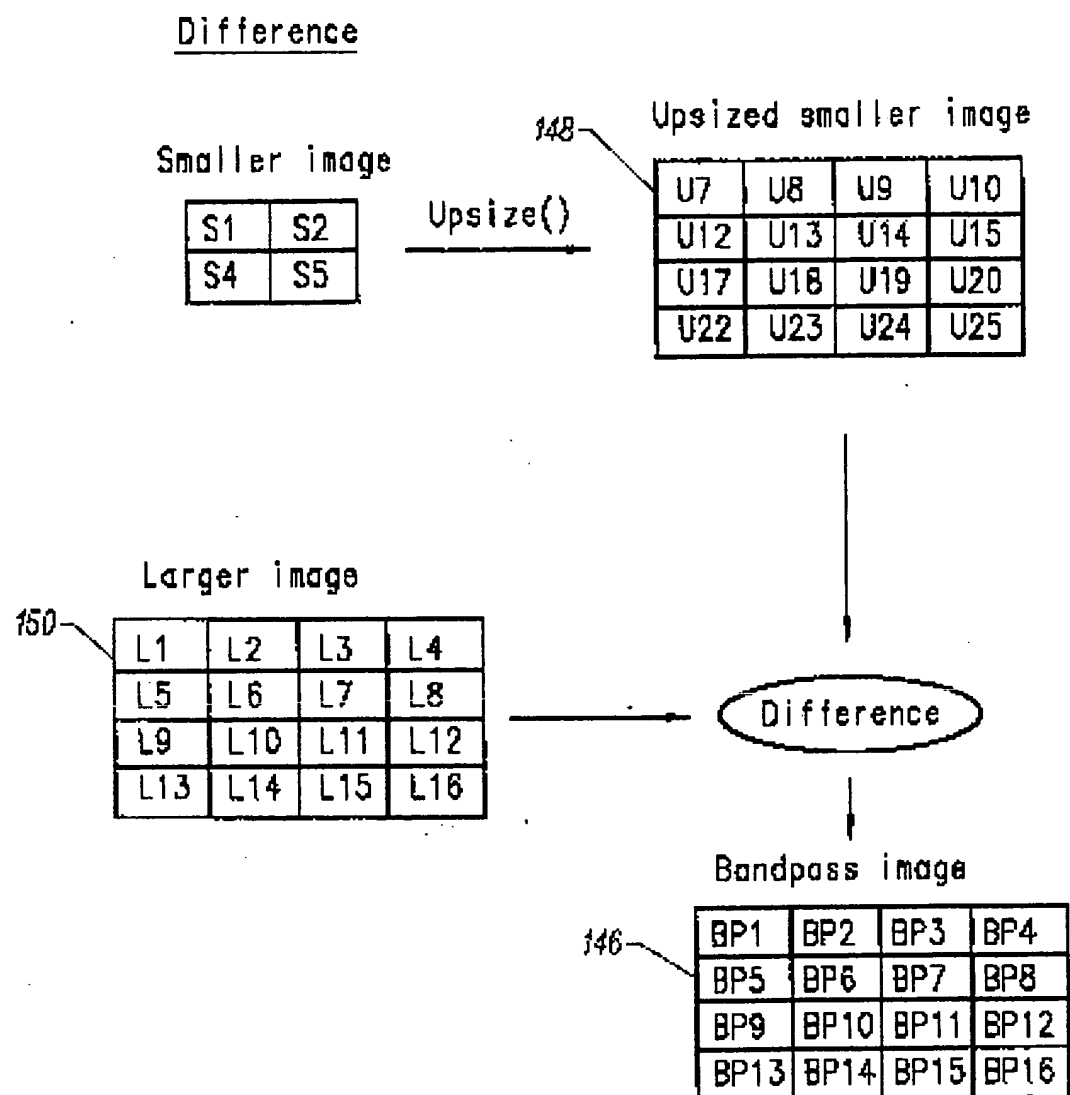 Difference
Smaller image
S1 S2
S4 S5
Upsize()
148
Upsized smaller image
U7 U8 U9 U10
U12 U13 U14 U15
U17 U18 U19 U20
U22 U23 U24 U25
Larger image
150
L1 L2 L3 L4
L5 L6 L7 L8
L9 L10 L11 L12
L13 L14 L15 L16
Difference
Bandpass image
146
BP1 BP2 BP3 BP4
BP5 BP6 BP7 BP8
BP9 BP10 BP11 BP12
BP13 BP14 BP15 BP16